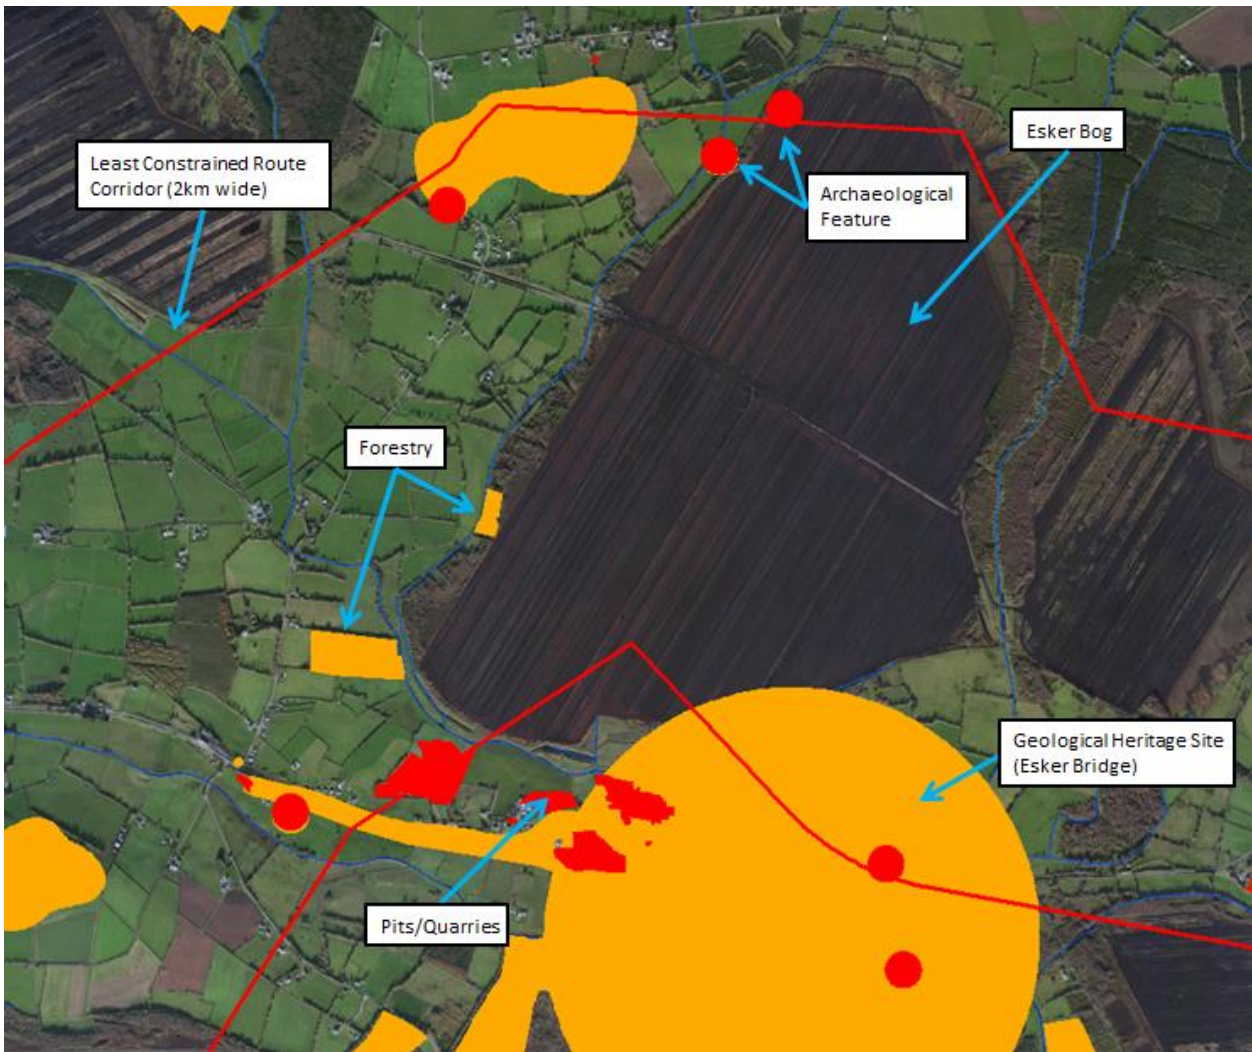 Esker Bog
Least Constrained Route
Corridor (2km wide)
Archaeological
Feature
Forestry
Geological Heritage Site
(Esker Bridge)
Pits/Quarries